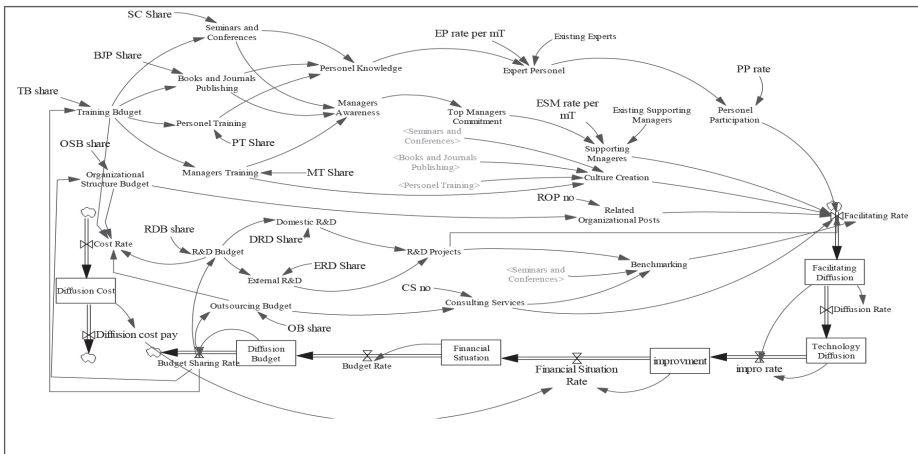 SC Share
Seminars and
Conferences
EP rate per mT
Existing Experts
BJP Share
Personel Knowledge
Expert Personel
Books and Journals
Publishing
PP rate
TB share
Managers
Awareness
Top Managers
Commitment
ESM rate per
mT
Existing Supporting
Managers
Personel
Participation
Training Bduget
Personel Training
PT Share
OSB share
<Seminars and
Conferences>
Supporting
Mnageres
Managers Training
MT Share
<Books and Journals
Publishing>
Culture Creation
Organizational
Structure Budget
<Personel Training>
ROP no
Related
Organizational Posts
Facilitating Rate
RDB share
Domestic R&D
Cost Rate
DRD Share
R&D Budget
R&D Projects
ERD Share
Benchmarking
External R&D
<Seminars and
Conferences>
Facilitating
Diffusion
CS no
Diffusion Cost
Outsourcing Budget
Consulting Services
Diffusion Rate
OB share
Diffusion cost pay
Diffusion
Budget
Financial
Situation
Technology
Diffusion
Budget Sharing Rate
Budget Rate
Financial Situation
Rate
improvment
impro rate